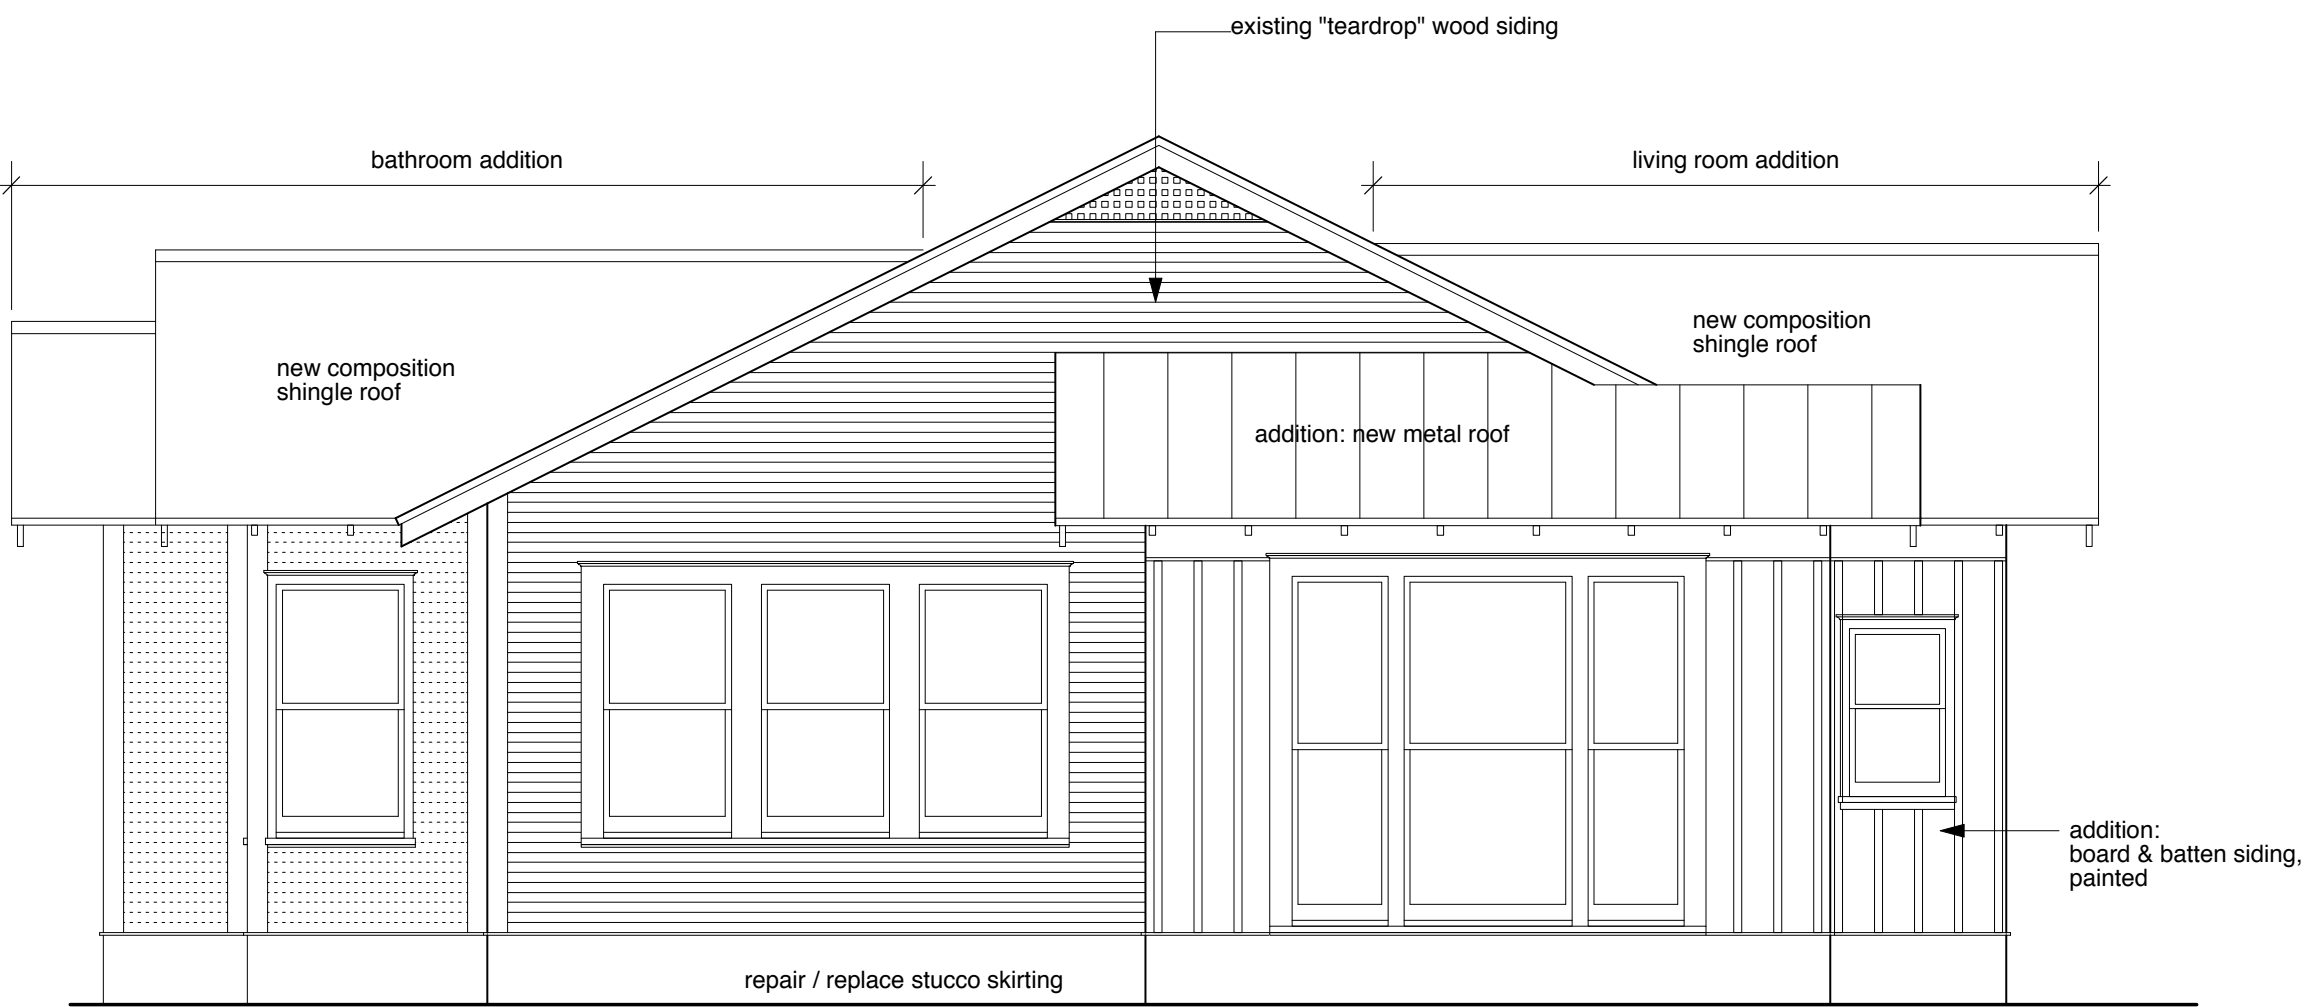 existing "teardrop" wood siding
bathroom addition
living room addition
new composition
shingle roof
new composition
shingle roof
addition: new metal roof
addition:
board & batten siding,
painted
repair / replace stucco skirting